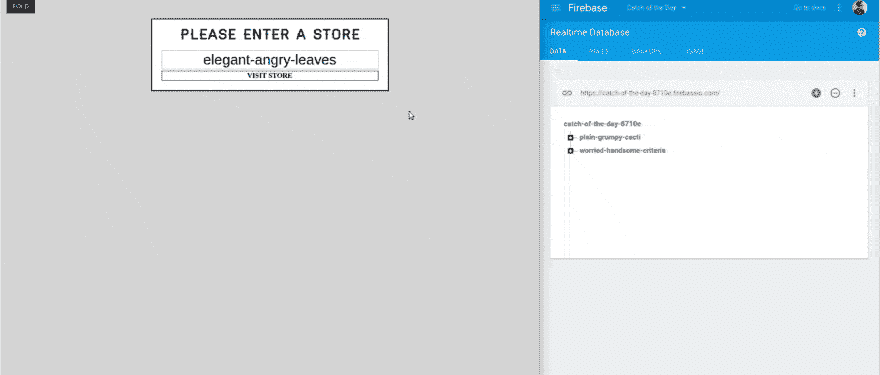 PLEASE ENTER A STORE
elegant-angry-leaves
VISIT STORE
Firebase
Catch of the Day
Go to docs
Realtime Database
DATA RULES BACKUPS USAGE
https://catch-of-the-day-6710e.firebaseio.com/
catch-of-the-day-6710e
plain-grumpy-cacti
worried-handsome-criteria